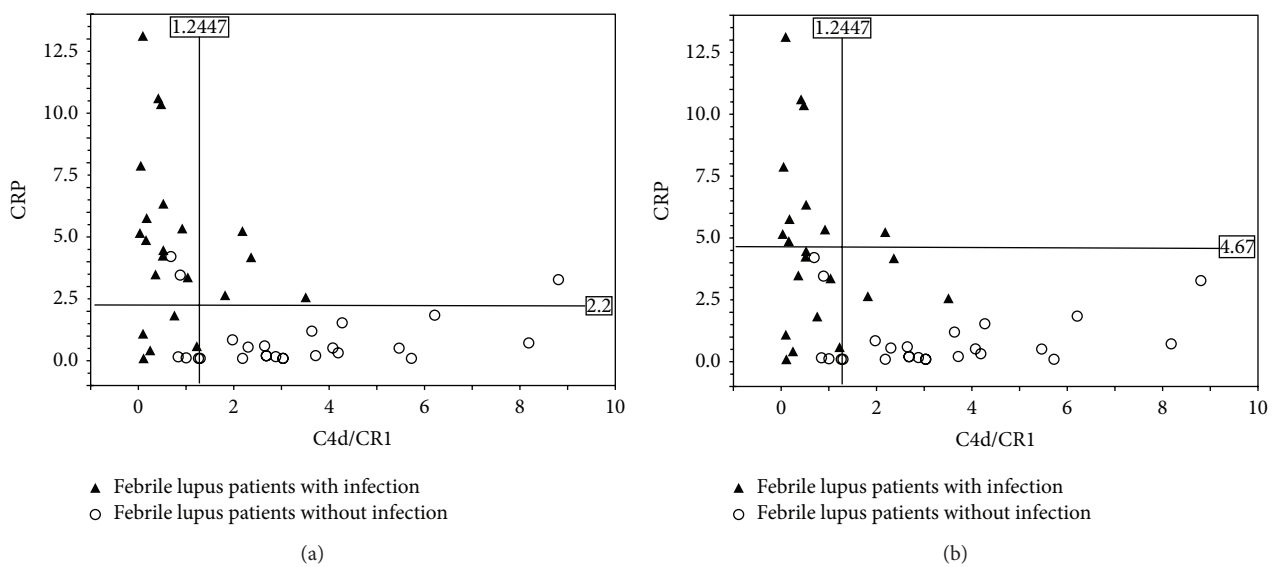 1.2447
12.5
10.0
7.5
5.0
2.5
0.0
CRP
2.2
0 2 4 6 8 10
C4d/CR1
▲ Febrile lupus patients with infection
○ Febrile lupus patients without infection
(a)
1.2447
12.5
10.0
7.5
5.0
2.5
0.0
CRP
4.67
0 2 4 6 8 10
C4d/CR1
▲ Febrile lupus patients with infection
○ Febrile lupus patients without infection
(b)